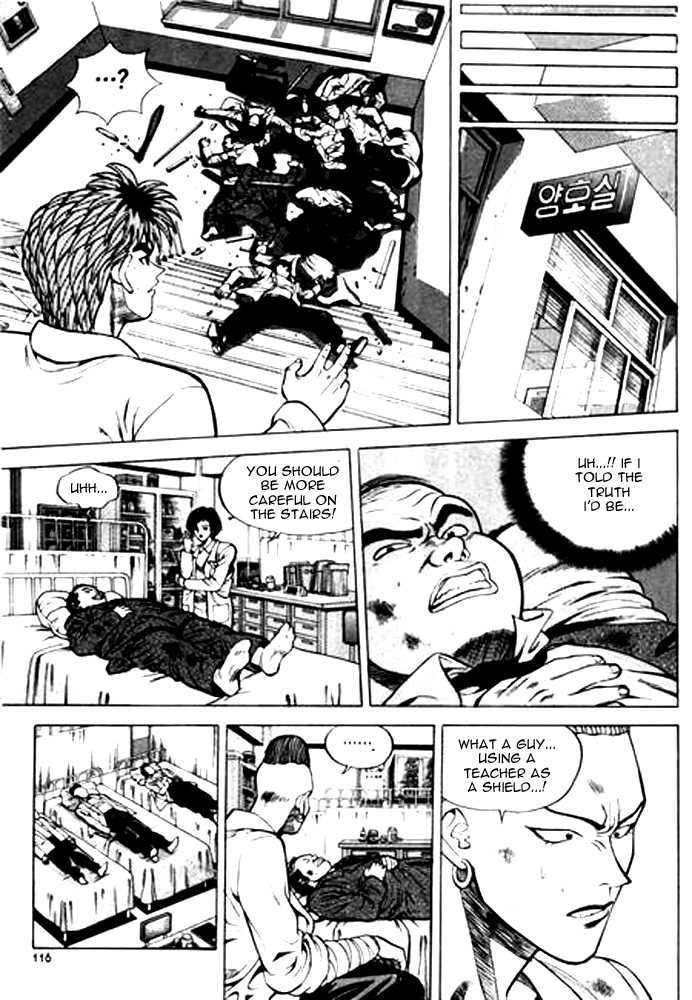 ...?
양호실
UHH...
YOU SHOULD
BE MORE
CAREFUL ON
THE STAIRS!
UH...!! IF I
TOLD THE
TRUTH
I'D BE...
......
WHAT A GUY...
USING A
TEACHER AS
A SHIELD...!
116